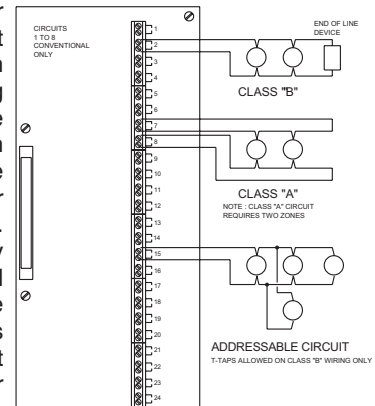 CIRCUITS
1 TO 8
CONVENTIONAL
ONLY
1
2
3
4
5
6
7
8
9
10
11
12
13
14
15
16
17
18
19
20
21
22
23
24
END OF LINE
DEVICE
CLASS "B"
CLASS "A"
NOTE : CLASS "A" CIRCUIT
REQUIRES TWO ZONES
ADDRESSABLE CIRCUIT
T-TAPS ALLOWED ON CLASS "B" WIRING ONLY